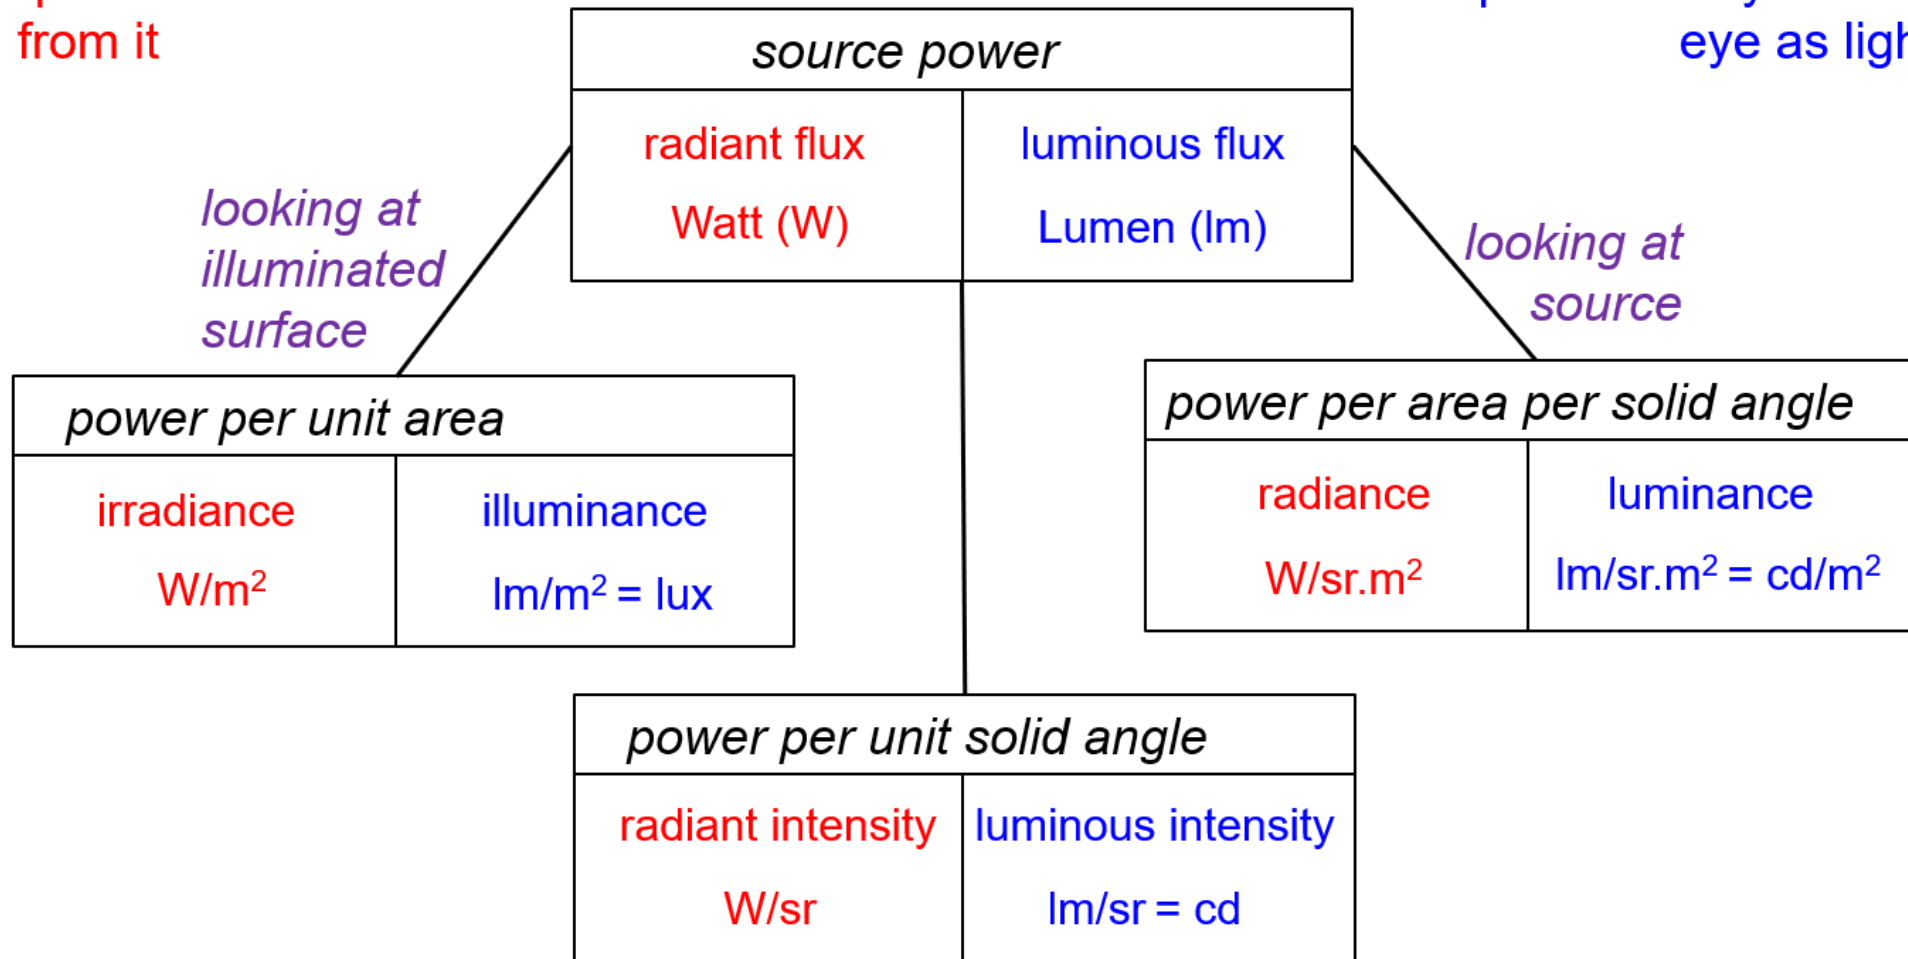 from it
eye as
source power
radiant flux
luminous flux
Watt (W)
Lumen (lm)
looking at
illuminated
surface
looking at
source
power per unit area
irradiance
illuminance
W/m²
lm/m² = lux
power per area per solid angle
radiance
luminance
W/sr.m²
lm/sr.m² = cd/m²
power per unit solid angle
radiant intensity
luminous intensity
W/sr
lm/sr = cd